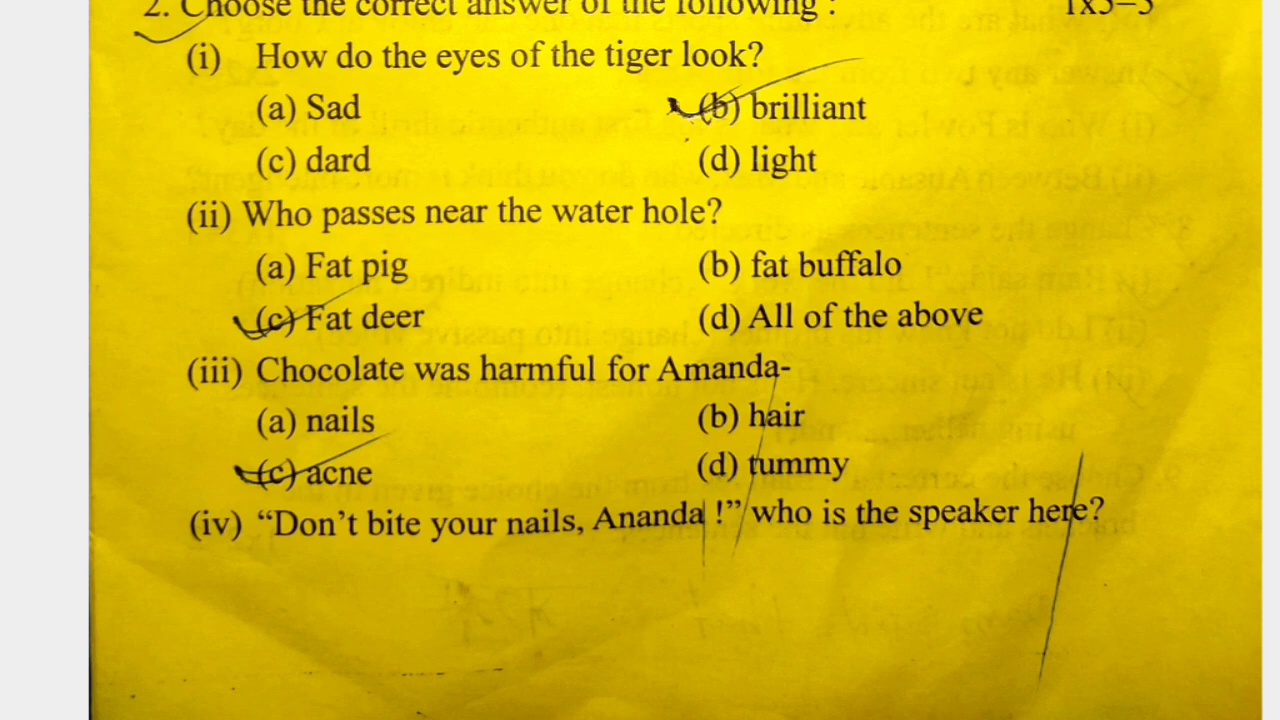 2. Choose the correct answer of the following : 1x5=5
(i) How do the eyes of the tiger look?
(a) Sad (b) brilliant
(c) dard (d) light
(ii) Who passes near the water hole?
(a) Fat pig (b) fat buffalo
(c) Fat deer (d) All of the above
(iii) Chocolate was harmful for Amanda-
(a) nails (b) hair
(c) acne (d) tummy
(iv) “Don’t bite your nails, Ananda !” who is the speaker here?